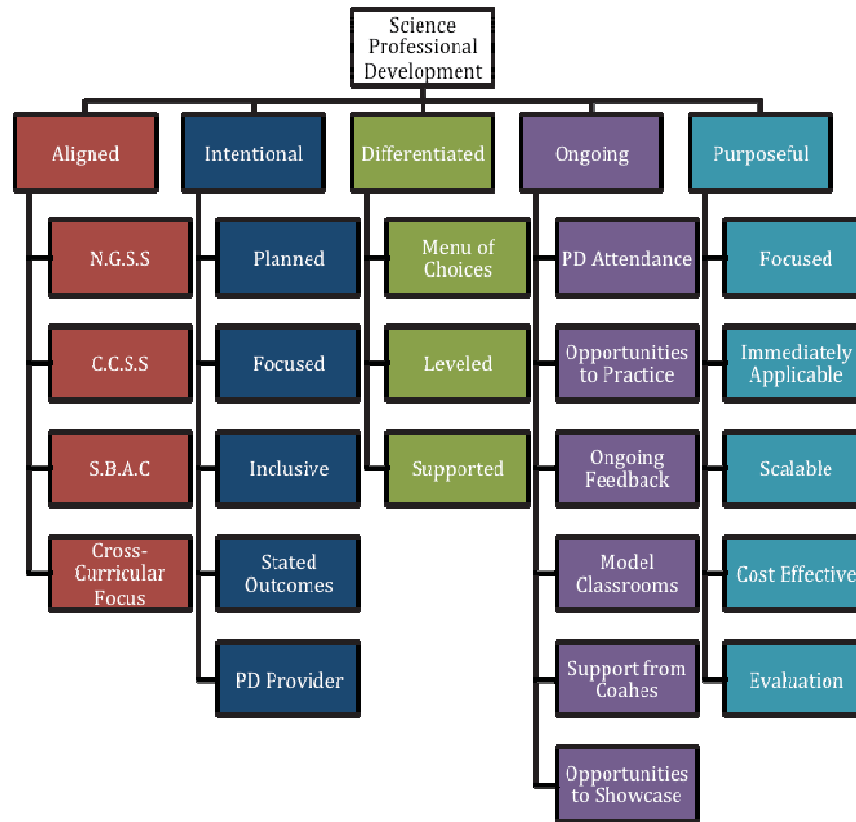 Science
Professional
Development
Aligned
N.G.S.S
C.C.S.S
S.B.A.C
Cross-
Curricular
Focus
Intentional
Planned
Focused
Inclusive
Stated
Outcomes
PD Provider
Differentiated
Menu of
Choices
Leveled
Supported
Ongoing
PD Attendance
Opportunities
to Practice
Ongoing
Feedback
Model
Classrooms
Support from
Coahes
Opportunities
to Showcase
Purposeful
Focused
Immediately
Applicable
Scalable
Cost Effective
Evaluation